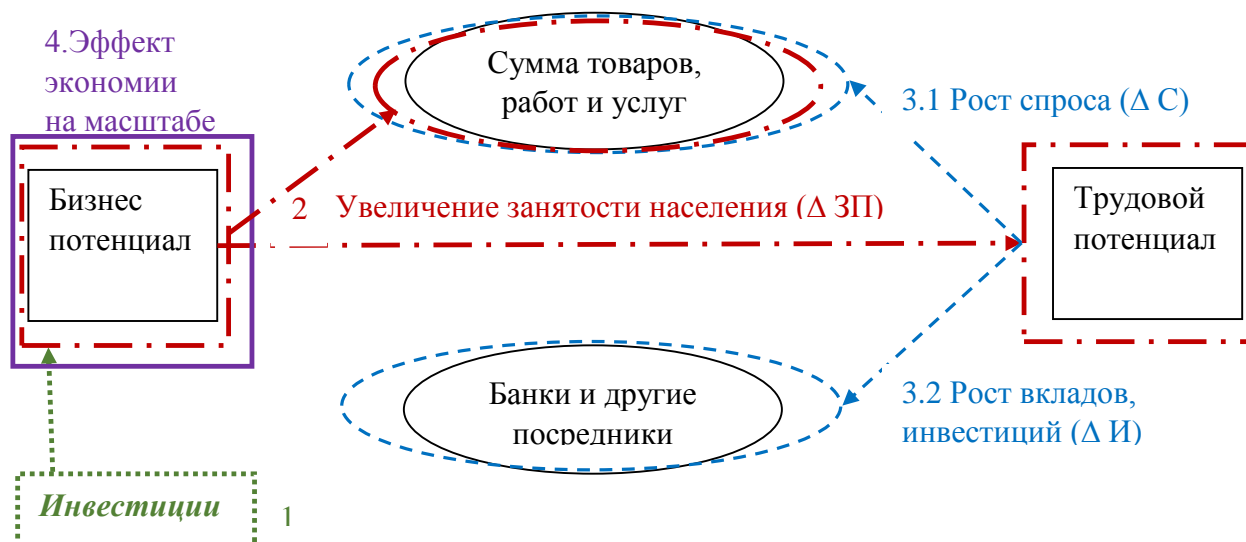 4.Эффект
экономии
на масштабе
Сумма товаров,
работ и услуг
3.1 Рост спроса (Δ С)
Бизнес
потенциал
2 Увеличение занятости населения (Δ ЗП)
Трудовой
потенциал
Банки и другие
посредники
3.2 Рост вкладов,
инвестиций (Δ И)
Инвестиции
1